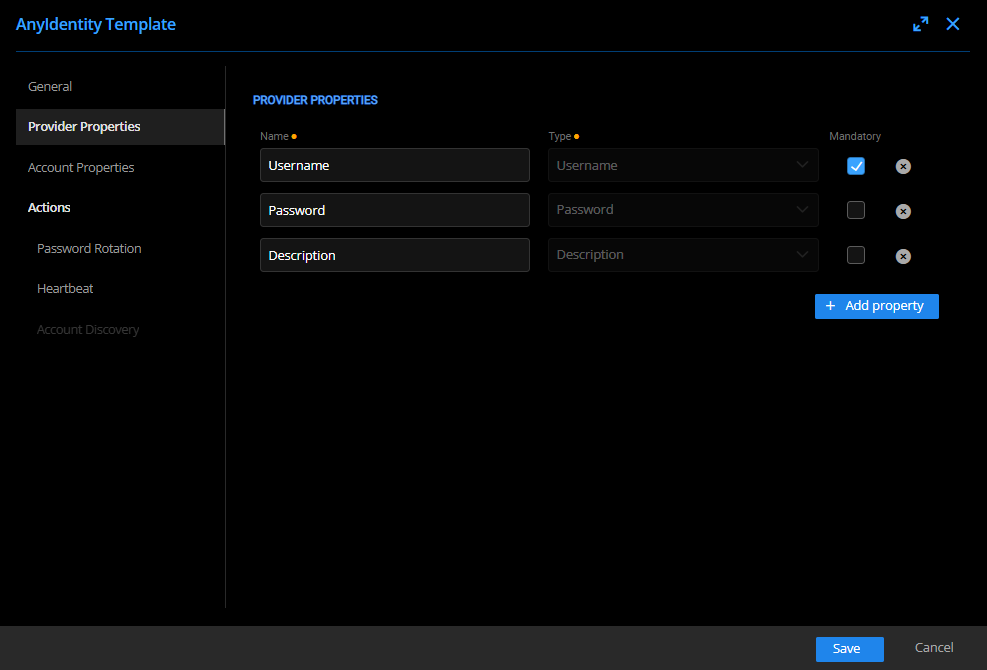 AnyIdentity Template
General
Provider Properties
Account Properties
Actions
Password Rotation
Heartbeat
Account Discovery
PROVIDER PROPERTIES
Name Type Mandatory
Username Username
Password Password
Description Description
+ Add property
Save Cancel